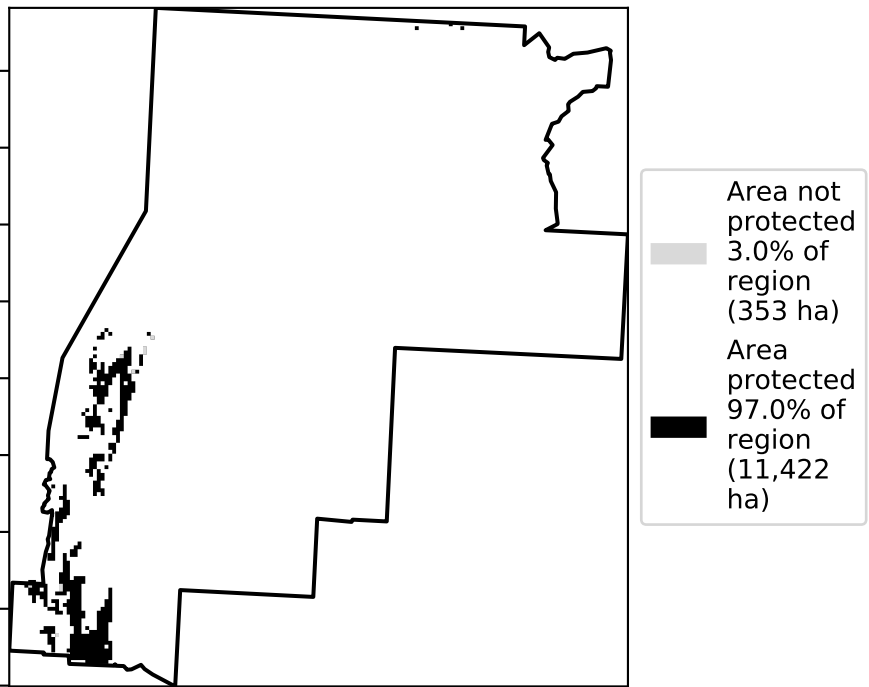 Area not
protected
3.0% of
region
(353 ha)
Area
protected
97.0% of
region
(11,422
ha)